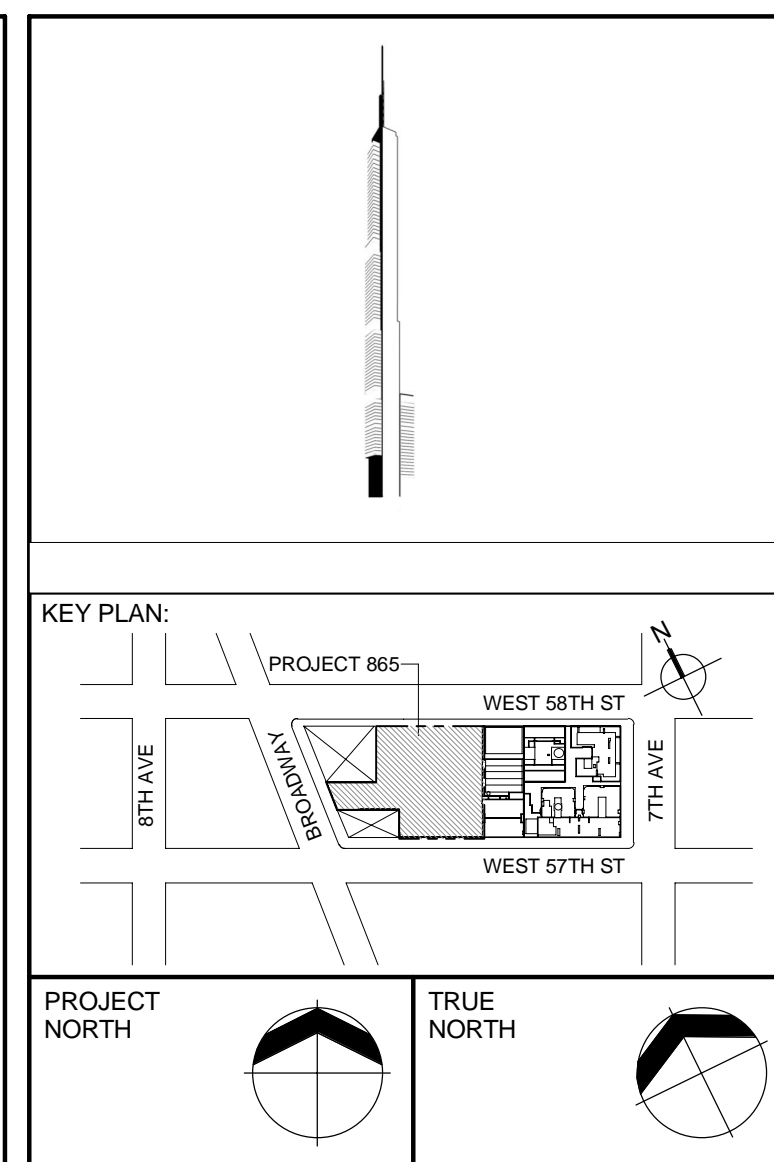 KEY PLAN:
N
PROJECT 865
WEST 58TH ST
8TH AVE
BROADWAY
7TH AVE
WEST 57TH ST
PROJECT
NORTH
TRUE
NORTH